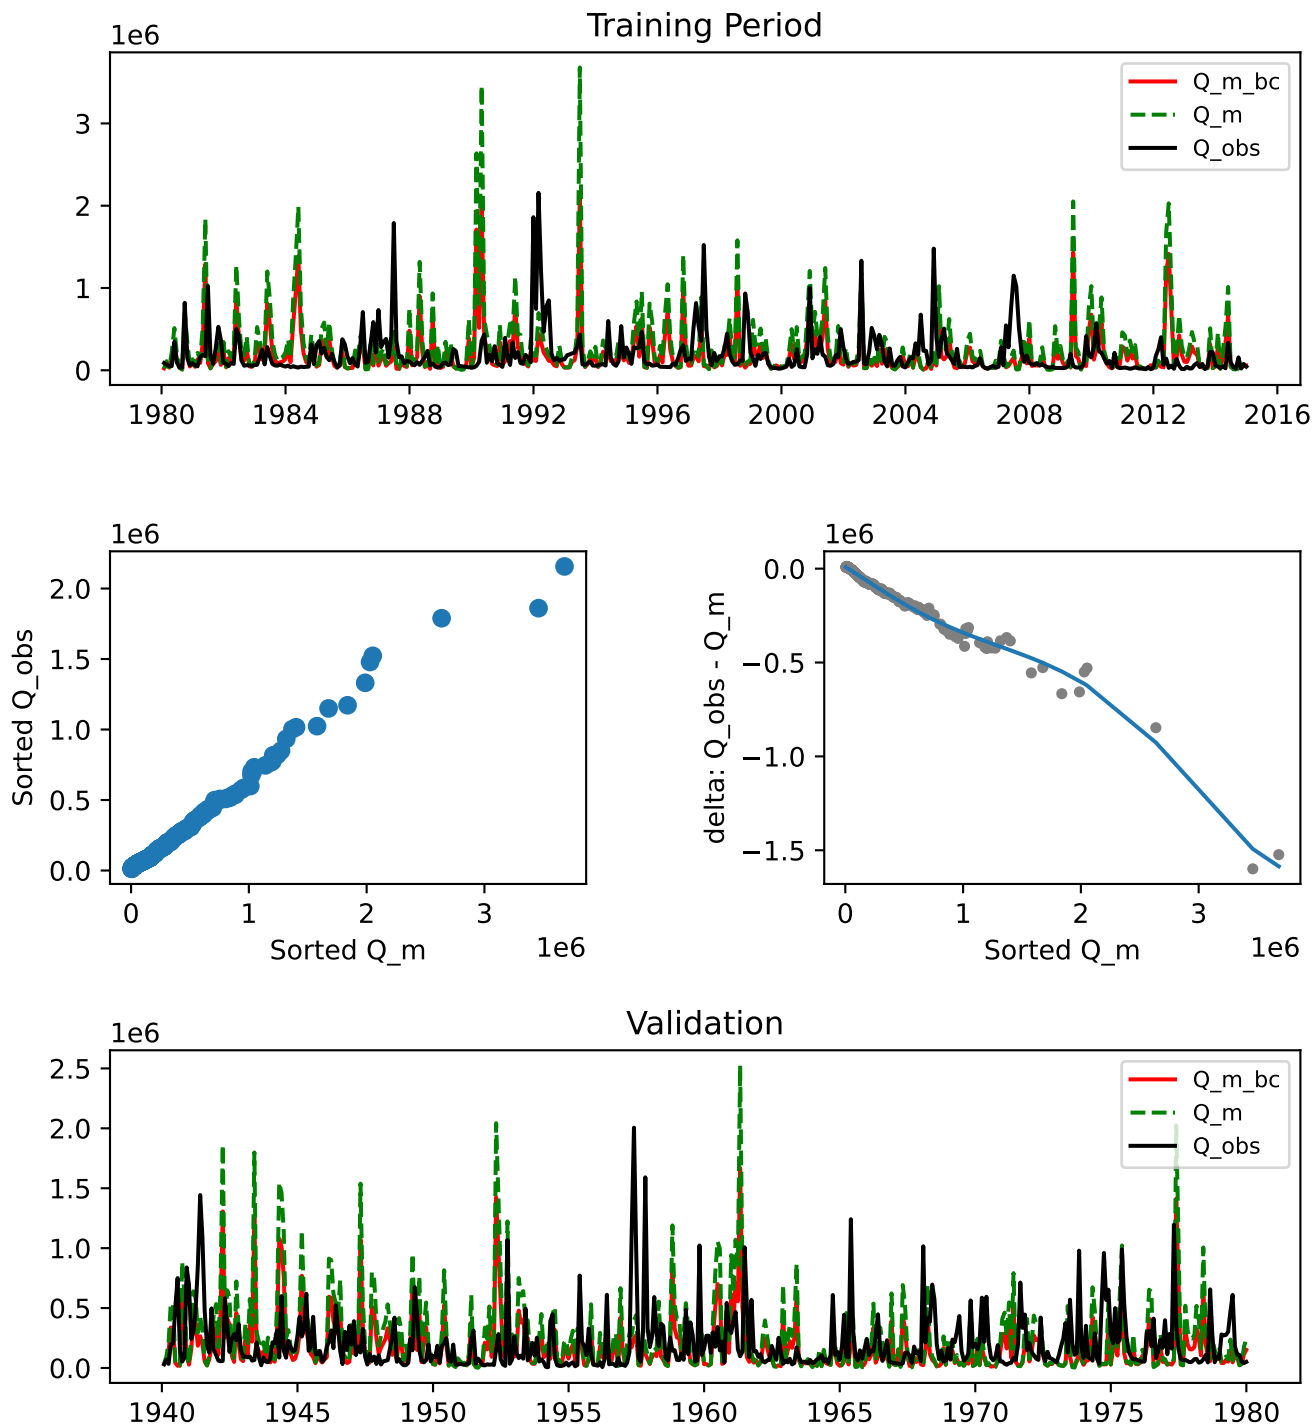 Training Period
1e6
Q_m_bc
Q_m
Q_obs
3
2
1
0
1980 1984 1988 1992 1996 2000 2004 2008 2012 2016
1e6
Sorted Q_obs
2.0
1.5
1.0
0.5
0.0
0 1 2 3
Sorted Q_m
1e6
1e6
delta: Q_obs - Q_m
0.0
−0.5
−1.0
−1.5
0 1 2 3
Sorted Q_m
1e6
Validation
1e6
Q_m_bc
Q_m
Q_obs
2.5
2.0
1.5
1.0
0.5
0.0
1940 1945 1950 1955 1960 1965 1970 1975 1980